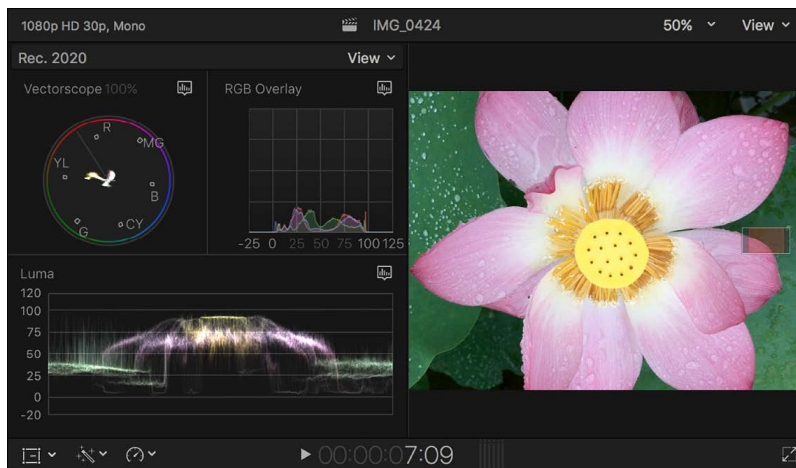 1080p HD 30p, Mono
IMG_0424
50%
View
Rec. 2020
View
Vectorscope 100%
RGB Overlay
R
MG
YL
B
G
CY
-25 0 25 50 75 100 125
Luma
120
100
75
50
25
0
-20
00:00:07:09